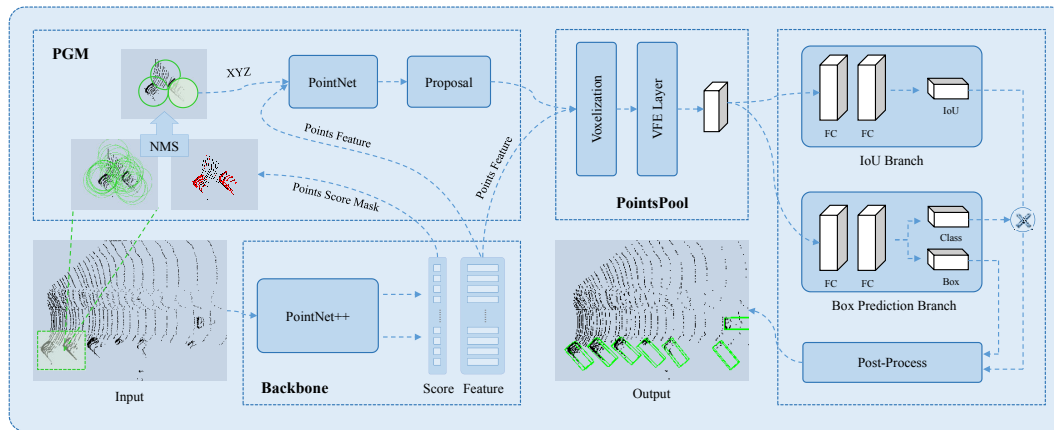 PGM
XYZ
PointNet
Proposal
NMS
Points Feature
Points Score Mask
Points Feature
Voxelization
VFE Layer
PointsPool
FC
FC
IoU
IoU Branch
FC
FC
Class
Box
Box Prediction Branch
Input
PointNet++
Backbone
Score
Feature
Output
Post-Process